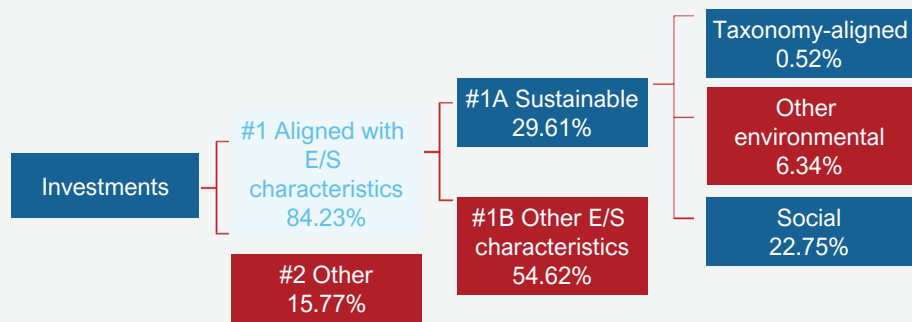 Investments
#1 Aligned with
E/S
characteristics
84.23%
#2 Other
15.77%
#1A Sustainable
29.61%
#1B Other E/S
characteristics
54.62%
Taxonomy-aligned
0.52%
Other
environmental
6.34%
Social
22.75%